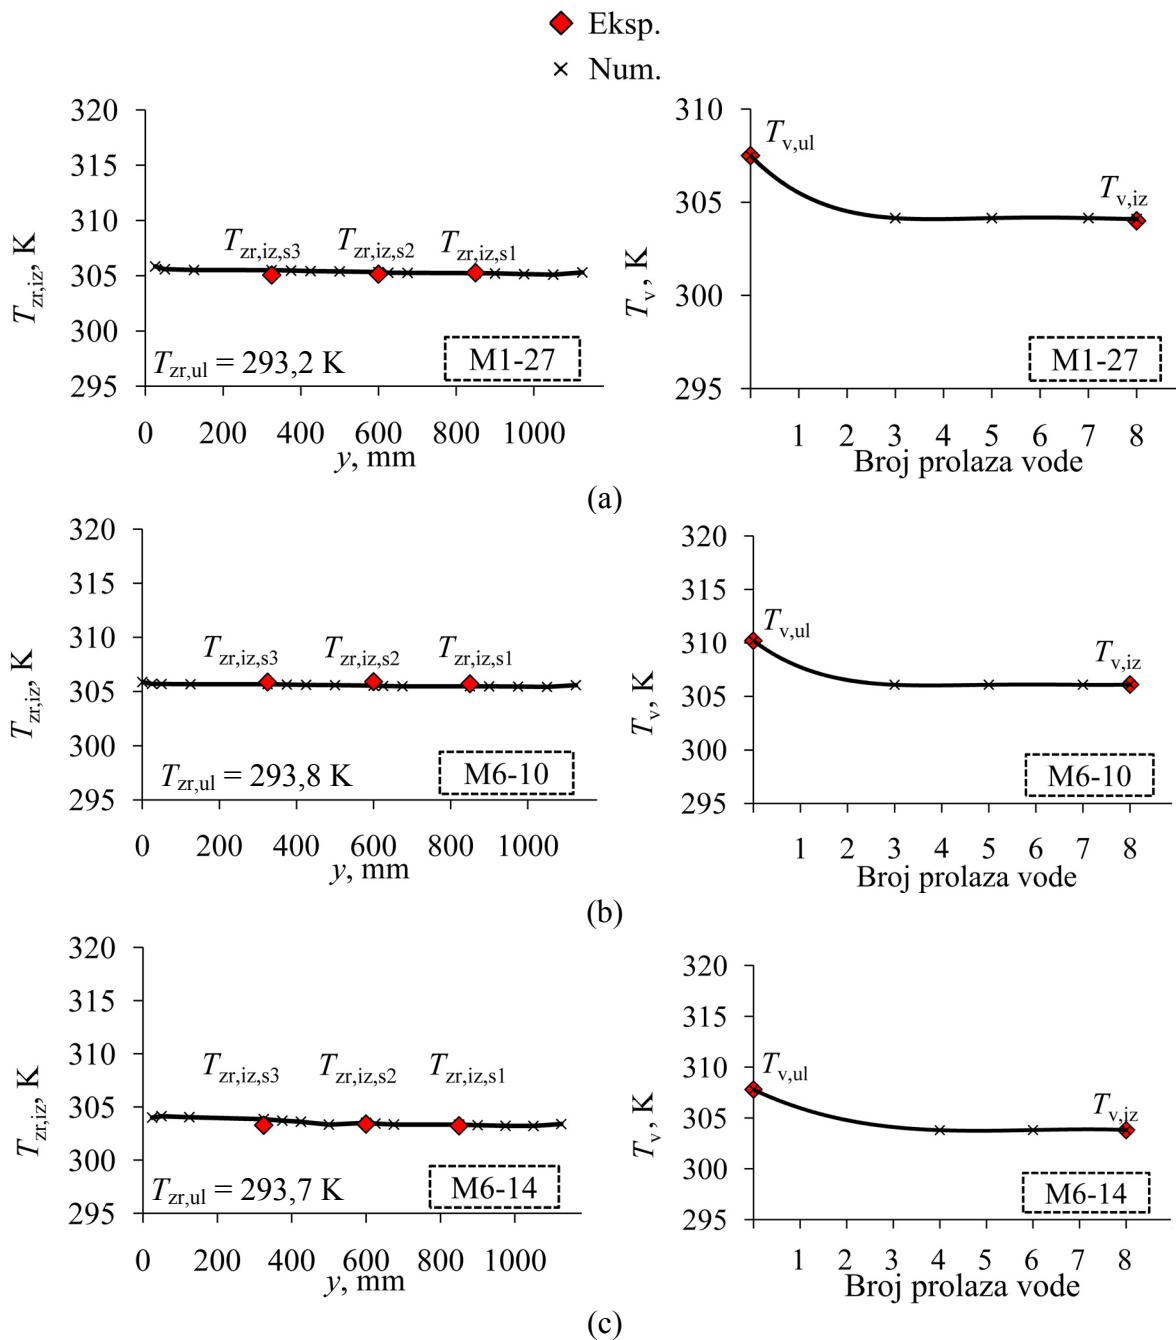 Eksp.
Num.
320
315
310
305
300
295
T_zr,iz, K
T_zr,iz,s3 T_zr,iz,s2 T_zr,iz,s1
T_zr,ul = 293,2 K
M1-27
0 200 400 600 800 1000
y, mm
310
305
300
295
T_v, K
T_v,ul
T_v,iz
M1-27
1 2 3 4 5 6 7 8
Broj prolaza vode
(a)
320
315
310
305
300
295
T_zr,iz, K
T_zr,iz,s3 T_zr,iz,s2 T_zr,iz,s1
T_zr,ul = 293,8 K
M6-10
0 200 400 600 800 1000
y, mm
320
315
310
305
300
295
T_v, K
T_v,ul
T_v,iz
M6-10
1 2 3 4 5 6 7 8
Broj prolaza vode
(b)
320
315
310
305
300
295
T_zr,iz, K
T_zr,iz,s3 T_zr,iz,s2 T_zr,iz,s1
T_zr,ul = 293,7 K
M6-14
0 200 400 600 800 1000
y, mm
320
315
310
305
300
295
T_v, K
T_v,ul
T_v,iz
M6-14
1 2 3 4 5 6 7 8
Broj prolaza vode
(c)